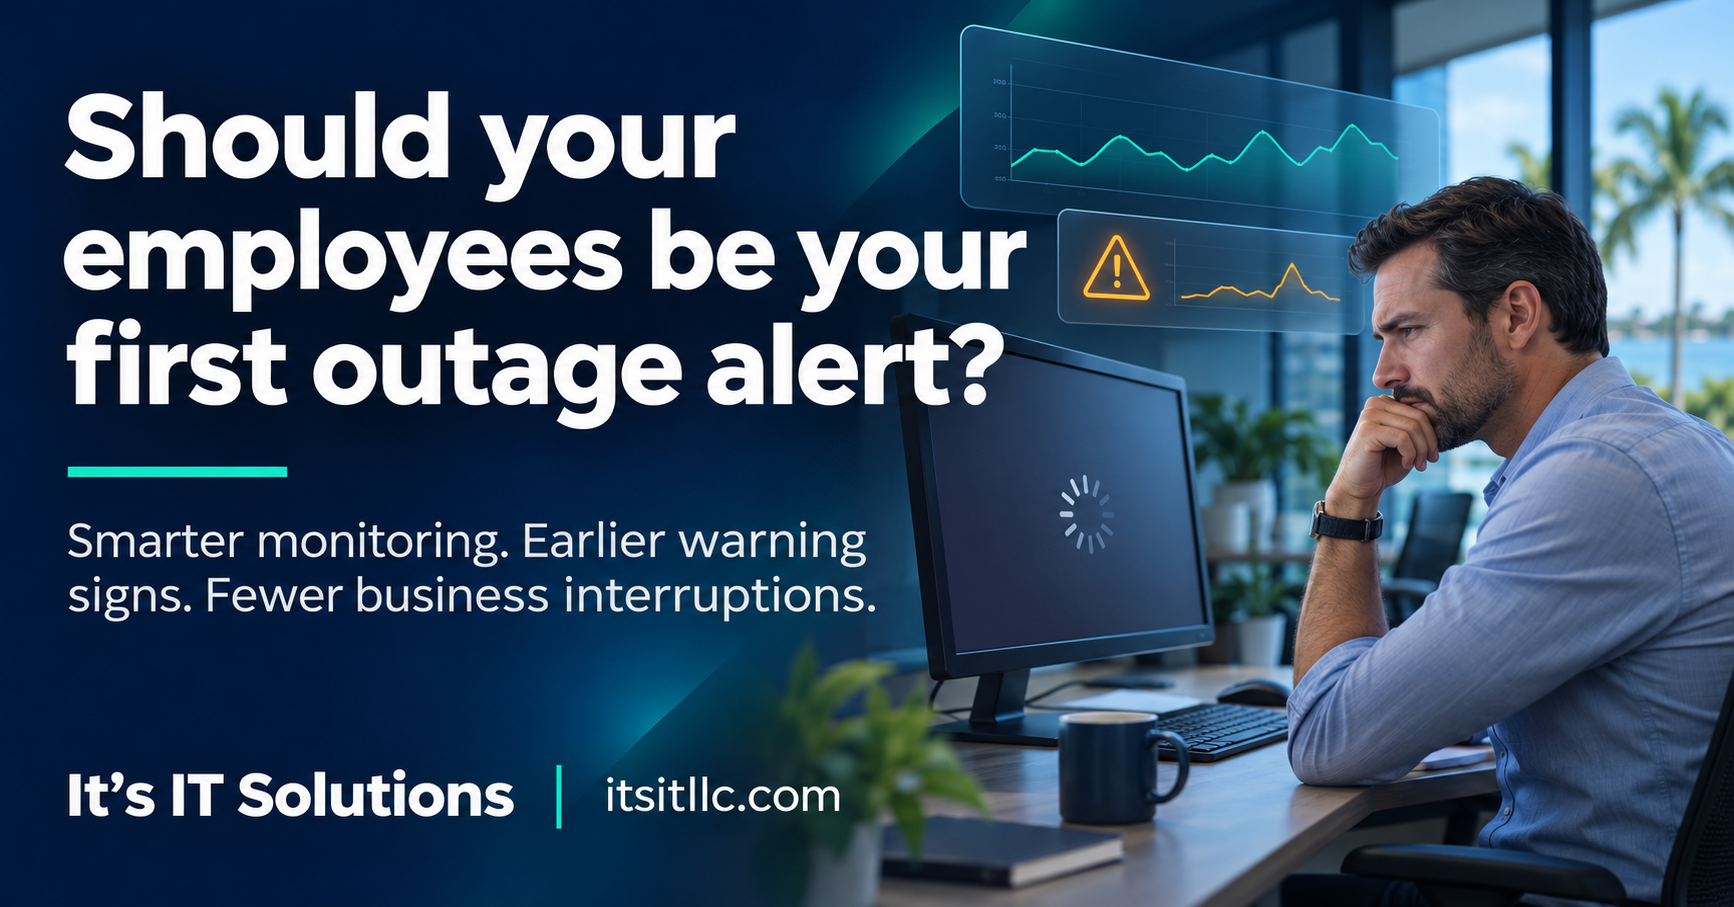 Should your
employees be your
first outage alert?
Smarter monitoring. Earlier warning
signs. Fewer business interruptions.
It's IT Solutions
itsitllc.com